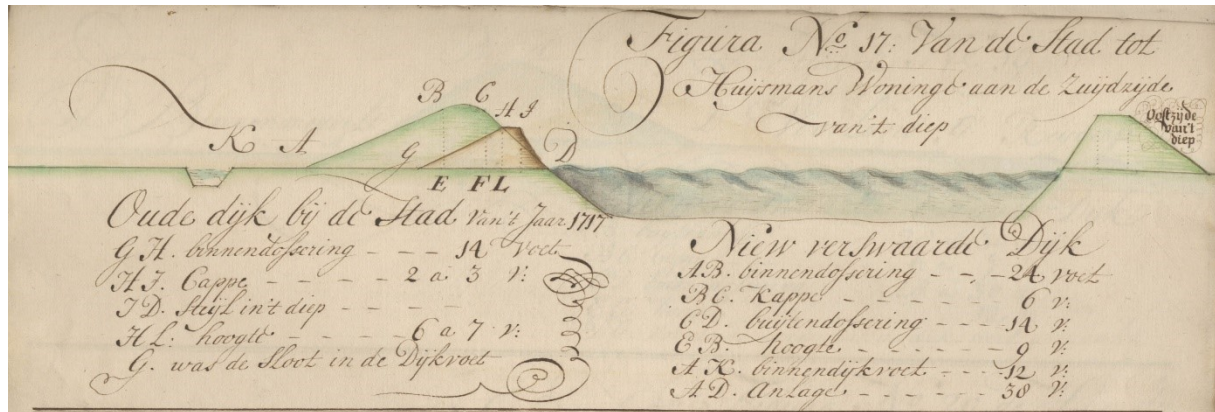 Figura No. 17: Van de Stad tot
Huijsmans Woningt aan de Zuijdzijde
van't diep
Oostzijde
van't
diep
B C
H J
K A
G
D
E F L
Oude dijk bij de Stad van't Jaar 1717
G H. binnendossering - - - 14 voet
H J. Cappe - - - - - 2 a 3 v:
J D. Steijl in't diep - - - -
H L: hoogte - - - - 6 a 7 v:
G. was de Sloot in de Dijkvoet
Niew verswaarde Dijk
A B. binnendossering - - - 24 voet
B C. Kappe - - - - - - 6 v:
C D. buijtendossering - - - 14 v:
E B. hoogte - - - - - 9 v:
A K. binnendijkvoet - - - 12 v:
A D. Anlage - - - - - 38 v: